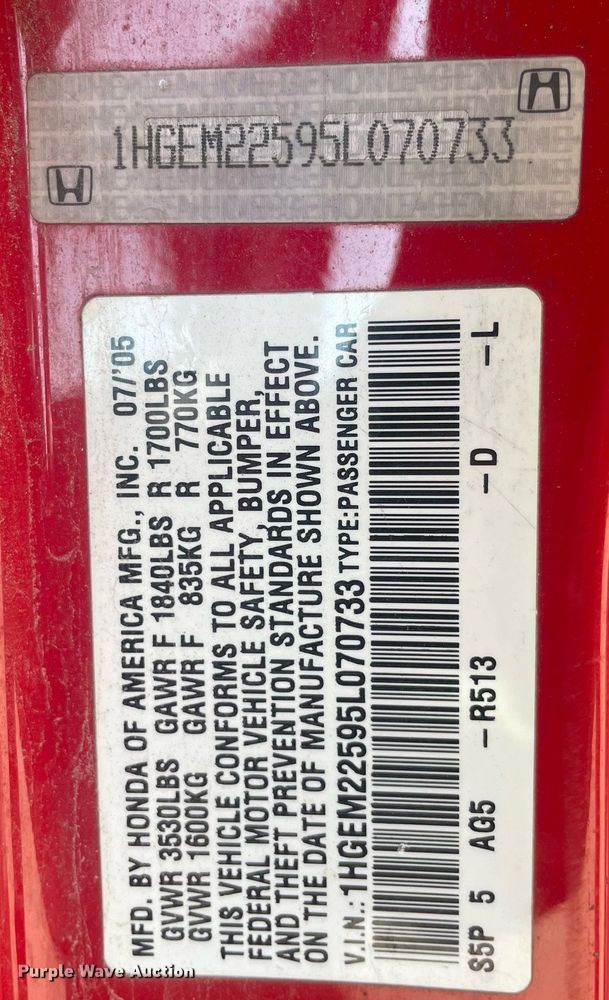 1HGEM22595L070733
MFD. BY HONDA OF AMERICA MFG., INC. 07/'05
GVWR 3530LBS GAWR F 1840LBS R 1700LBS
GVWR 1600KG GAWR F 835KG R 770KG
THIS VEHICLE CONFORMS TO ALL APPLICABLE
FEDERAL MOTOR VEHICLE SAFETY, BUMPER,
AND THEFT PREVENTION STANDARDS IN EFFECT
ON THE DATE OF MANUFACTURE SHOWN ABOVE.
V.I.N.: 1HGEM22595L070733 TYPE:PASSENGER CAR
S5P 5 AG5 -R513 -D -L
Purple Wave Auction